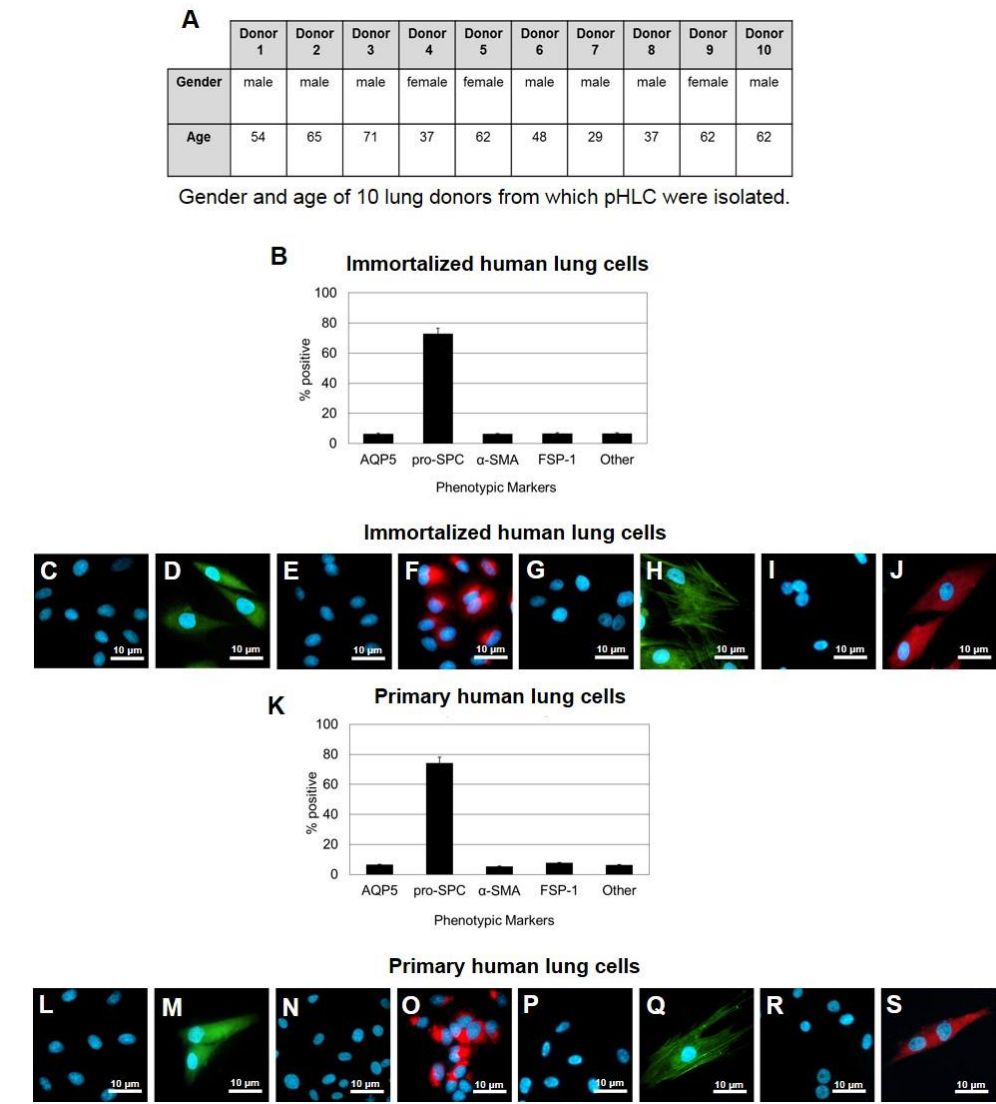 A
Donor 1 Donor 2 Donor 3 Donor 4 Donor 5 Donor 6 Donor 7 Donor 8 Donor 9 Donor 10
Gender male male male female female male male male female male
Age 54 65 71 37 62 48 29 37 62 62
Gender and age of 10 lung donors from which pHLC were isolated.
B
Immortalized human lung cells
100
80
60
40
20
0
% positive
AQP5 pro-SPC α-SMA FSP-1 Other
Phenotypic Markers
Immortalized human lung cells
C D E F G H I J
10 µm 10 µm 10 µm 10 µm 10 µm 10 µm 10 µm 10 µm
K
Primary human lung cells
100
80
60
40
20
0
% positive
AQP5 pro-SPC α-SMA FSP-1 Other
Phenotypic Markers
Primary human lung cells
L M N O P Q R S
10 µm 10 µm 10 µm 10 µm 10 µm 10 µm 10 µm 10 µm